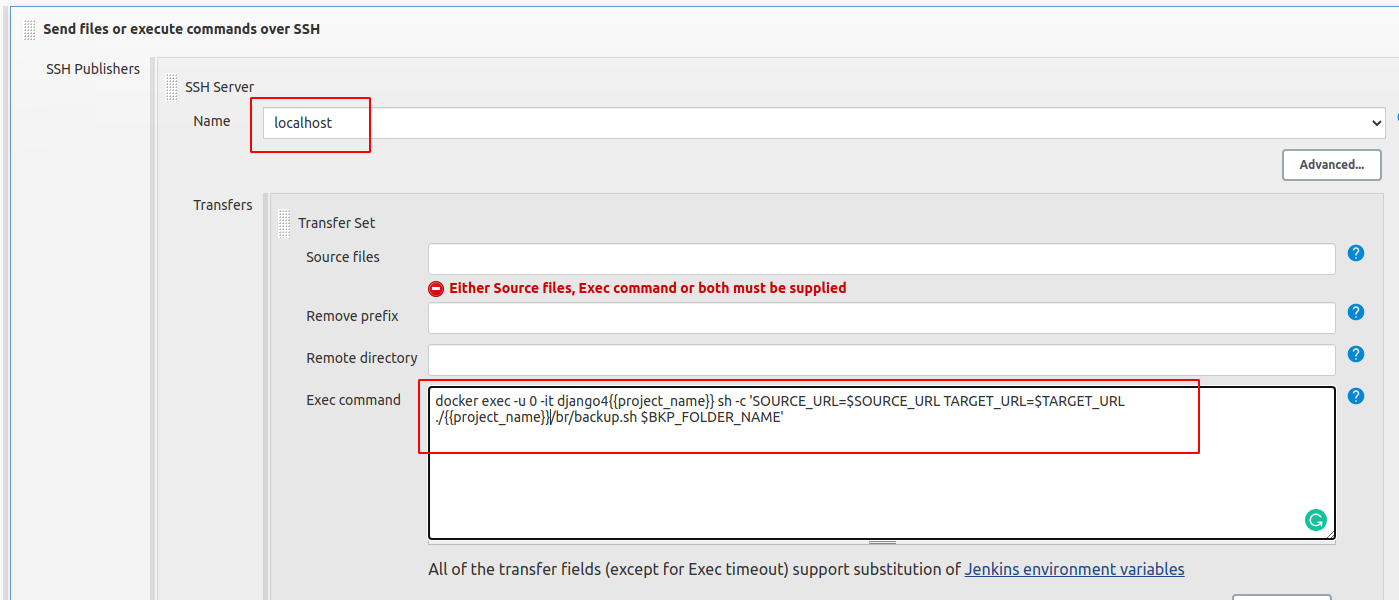 Send files or execute commands over SSH
SSH Publishers
SSH Server
Name
localhost
Advanced...
Transfers
Transfer Set
Source files
Either Source files, Exec command or both must be supplied
Remove prefix
Remote directory
Exec command
docker exec -u 0 -it django4{{project_name}} sh -c 'SOURCE_URL=$SOURCE_URL TARGET_URL=$TARGET_URL
./{{project_name}}/br/backup.sh $BKP_FOLDER_NAME'
All of the transfer fields (except for Exec timeout) support substitution of Jenkins environment variables